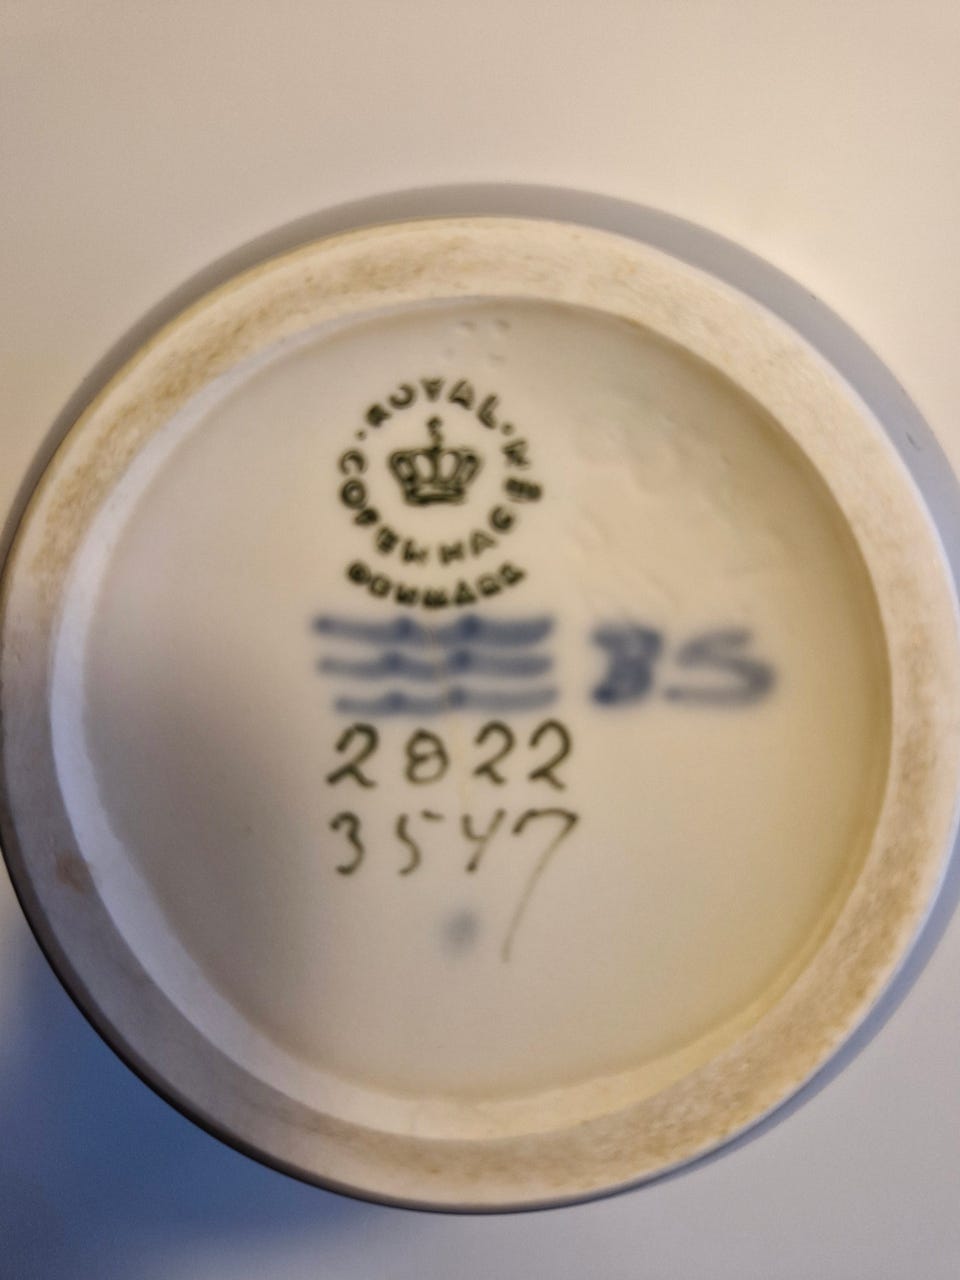 ROYAL
COPENHAGEN
DENMARK
BS
2822
3547